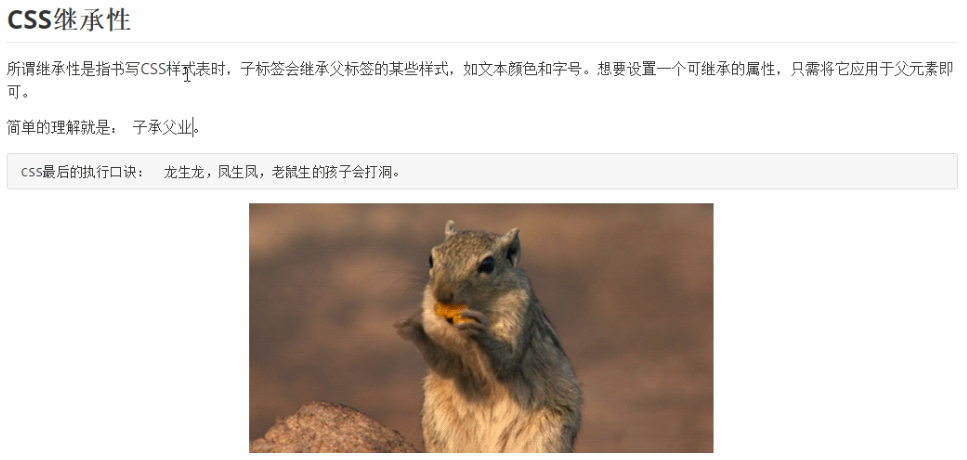 CSS继承性
所谓继承性是指书写CSS样式表时，子标签会继承父标签的某些样式，如文本颜色和字号。想要设置一个可继承的属性，只需将它应用于父元素即
可。
简单的理解就是： 子承父业。
CSS最后的执行口诀： 龙生龙，凤生凤，老鼠生的孩子会打洞。